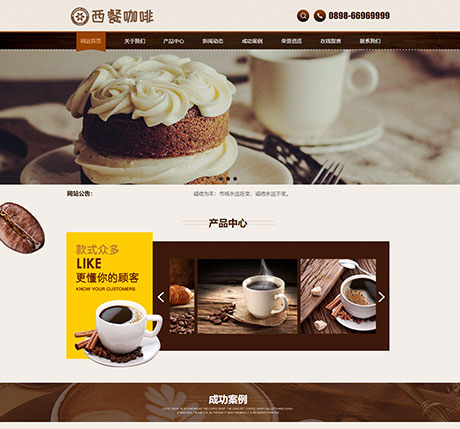 西餐咖啡
0898-66969999
网站首页 关于我们 产品中心 新闻动态 成功案例 荣誉资质 在线留言 联系我们
网站公告: 诚信为本：市场永远在变，诚信永远不变。
产品中心
款式众多
LIKE
更懂你的顾客
KNOW YOUR CUSTOMERS
成功案例